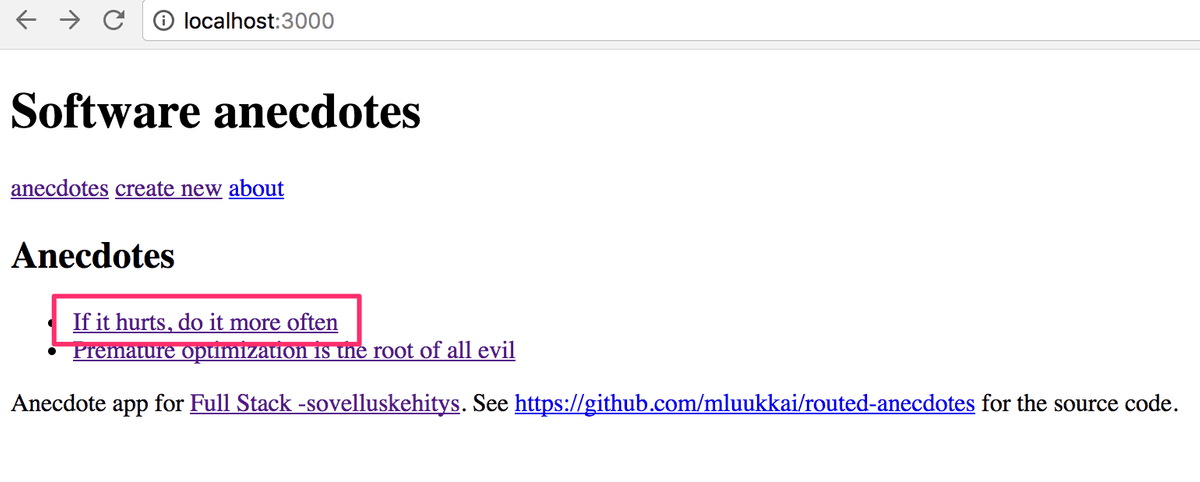 localhost:3000
Software anecdotes
anecdotes create new about
Anecdotes
If it hurts, do it more often
Premature optimization is the root of all evil
Anecdote app for Full Stack -sovelluskehitys. See https://github.com/mluukkai/routed-anecdotes for the source code.